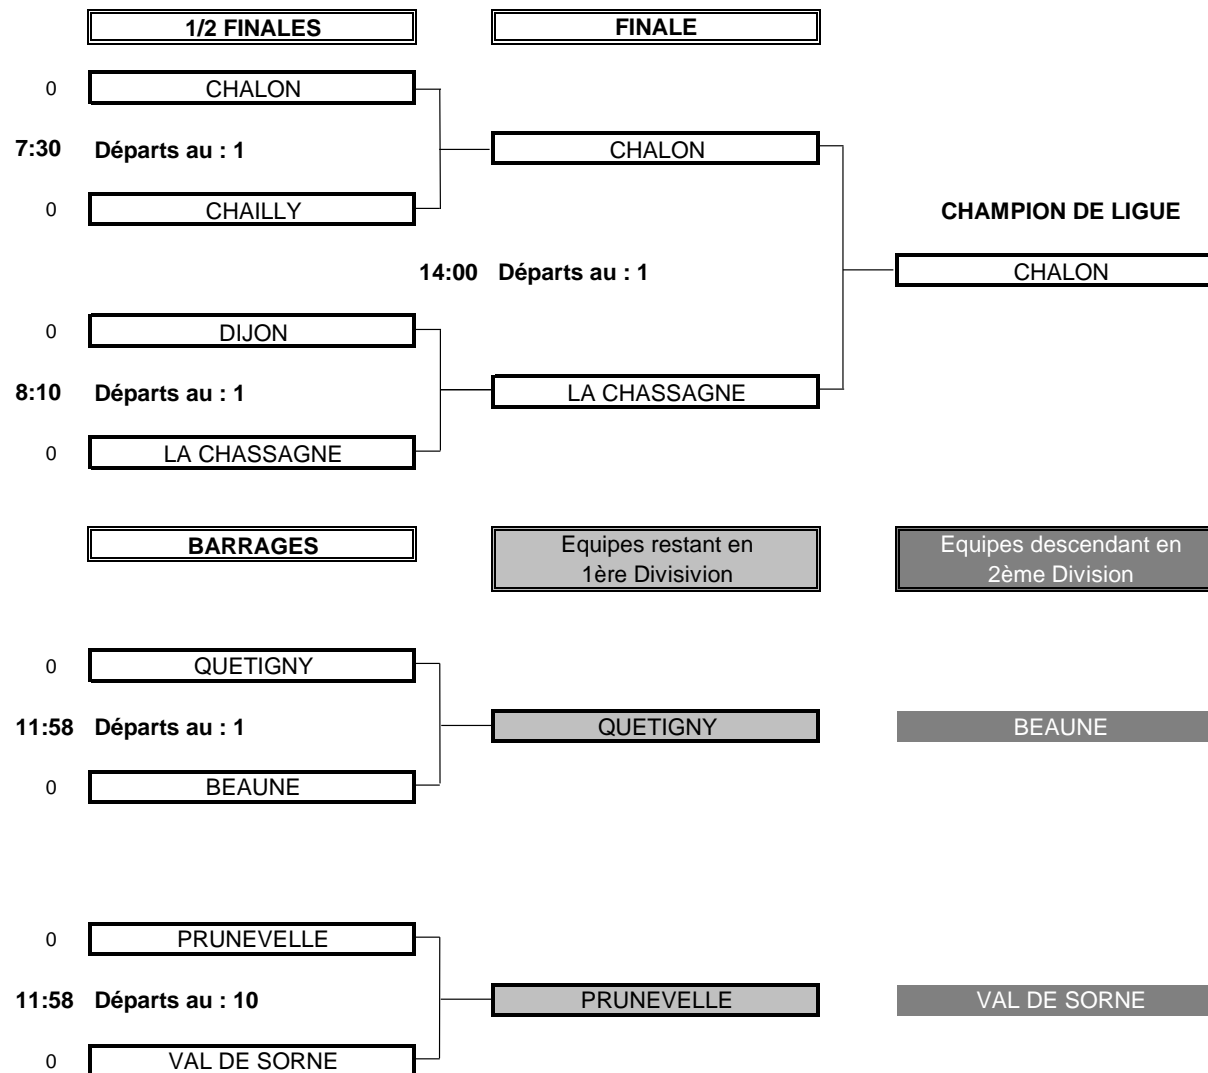 1/2 FINALES FINALE
0 CHALON
7:30 Départs au : 1 CHALON
0 CHAILLY CHAMPION DE LIGUE
14:00 Départs au : 1 CHALON
0 DIJON
8:10 Départs au : 1 LA CHASSAGNE
0 LA CHASSAGNE
BARRAGES
Equipes restant en
1ère Divisivion
Equipes descendant en
2ème Division
0 QUETIGNY
11:58 Départs au : 1 QUETIGNY BEAUNE
0 BEAUNE
0 PRUNEVELLE
11:58 Départs au : 10 PRUNEVELLE VAL DE SORNE
0 VAL DE SORNE